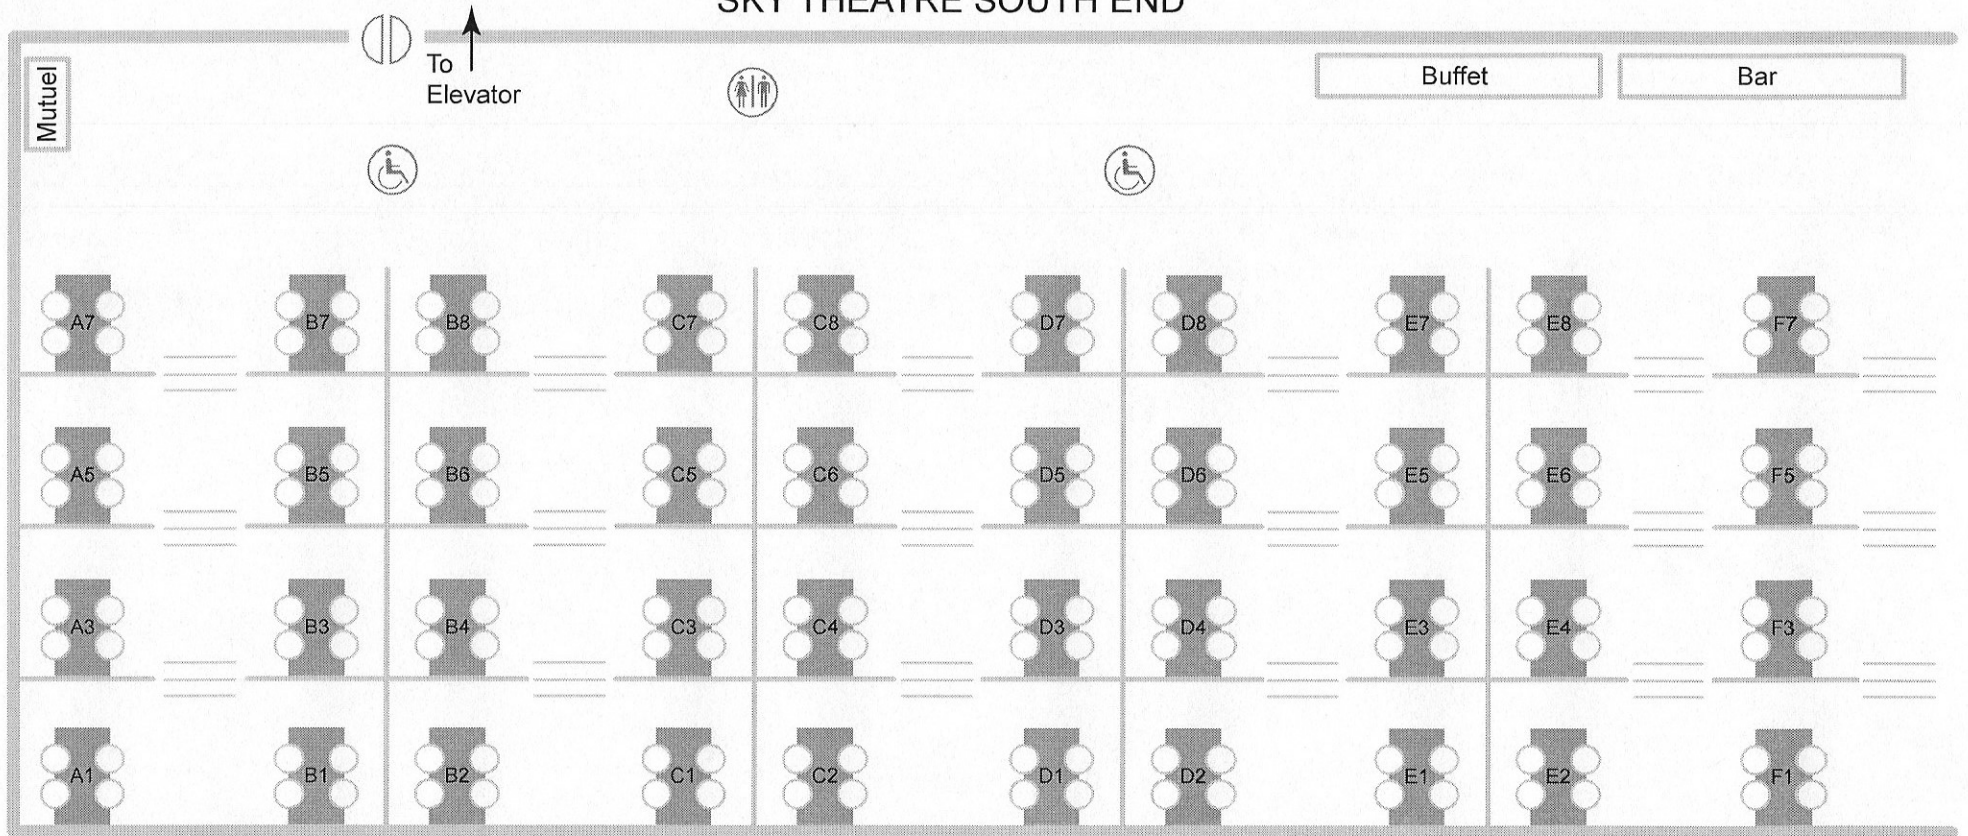 SKY THEATRE SOUTH END
Mutuel
To
Elevator
Buffet
Bar
A7 B7 B8 C7 C8 D7 D8 E7 E8 F7
A5 B5 B6 C5 C6 D5 D6 E5 E6 F5
A3 B3 B4 C3 C4 D3 D4 E3 E4 F3
A1 B1 B2 C1 C2 D1 D2 E1 E2 F1